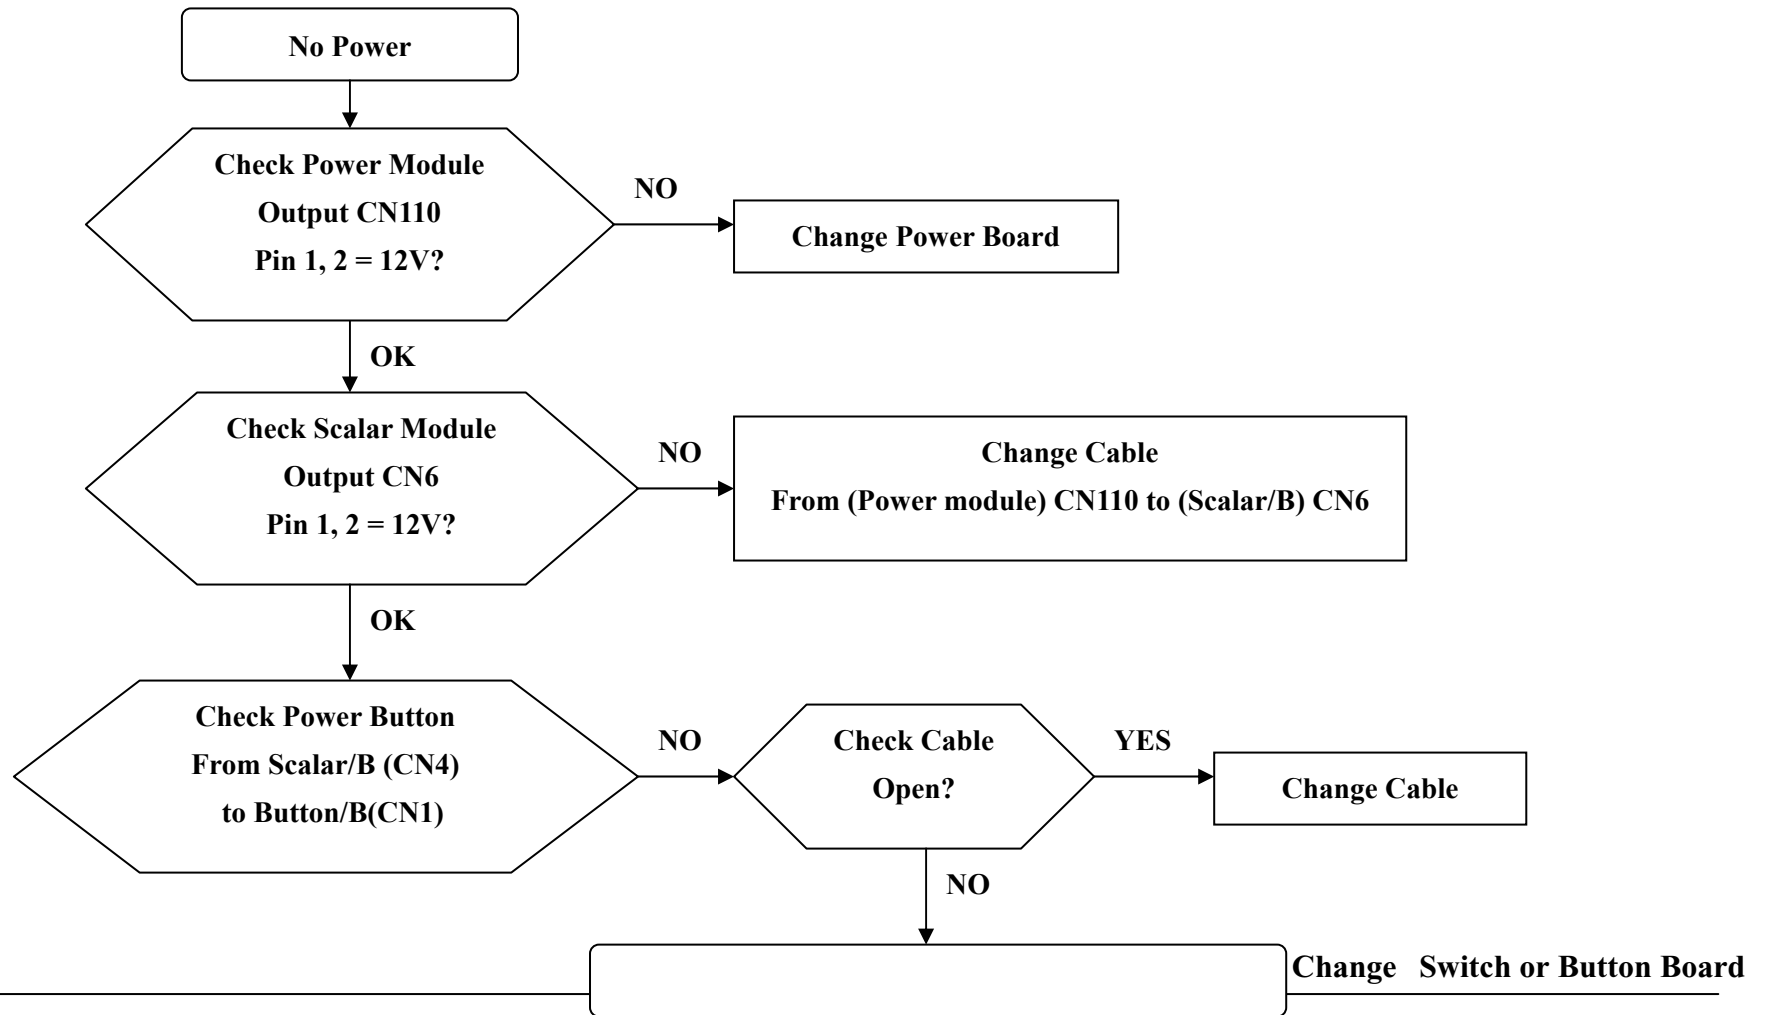 No Power
Check Power Module
Output CN110
Pin 1, 2 = 12V?
NO
Change Power Board
OK
Check Scalar Module
Output CN6
Pin 1, 2 = 12V?
NO
Change Cable
From (Power module) CN110 to (Scalar/B) CN6
OK
Check Power Button
From Scalar/B (CN4)
to Button/B(CN1)
NO
Check Cable
Open?
YES
Change Cable
NO
Change Switch or Button Board